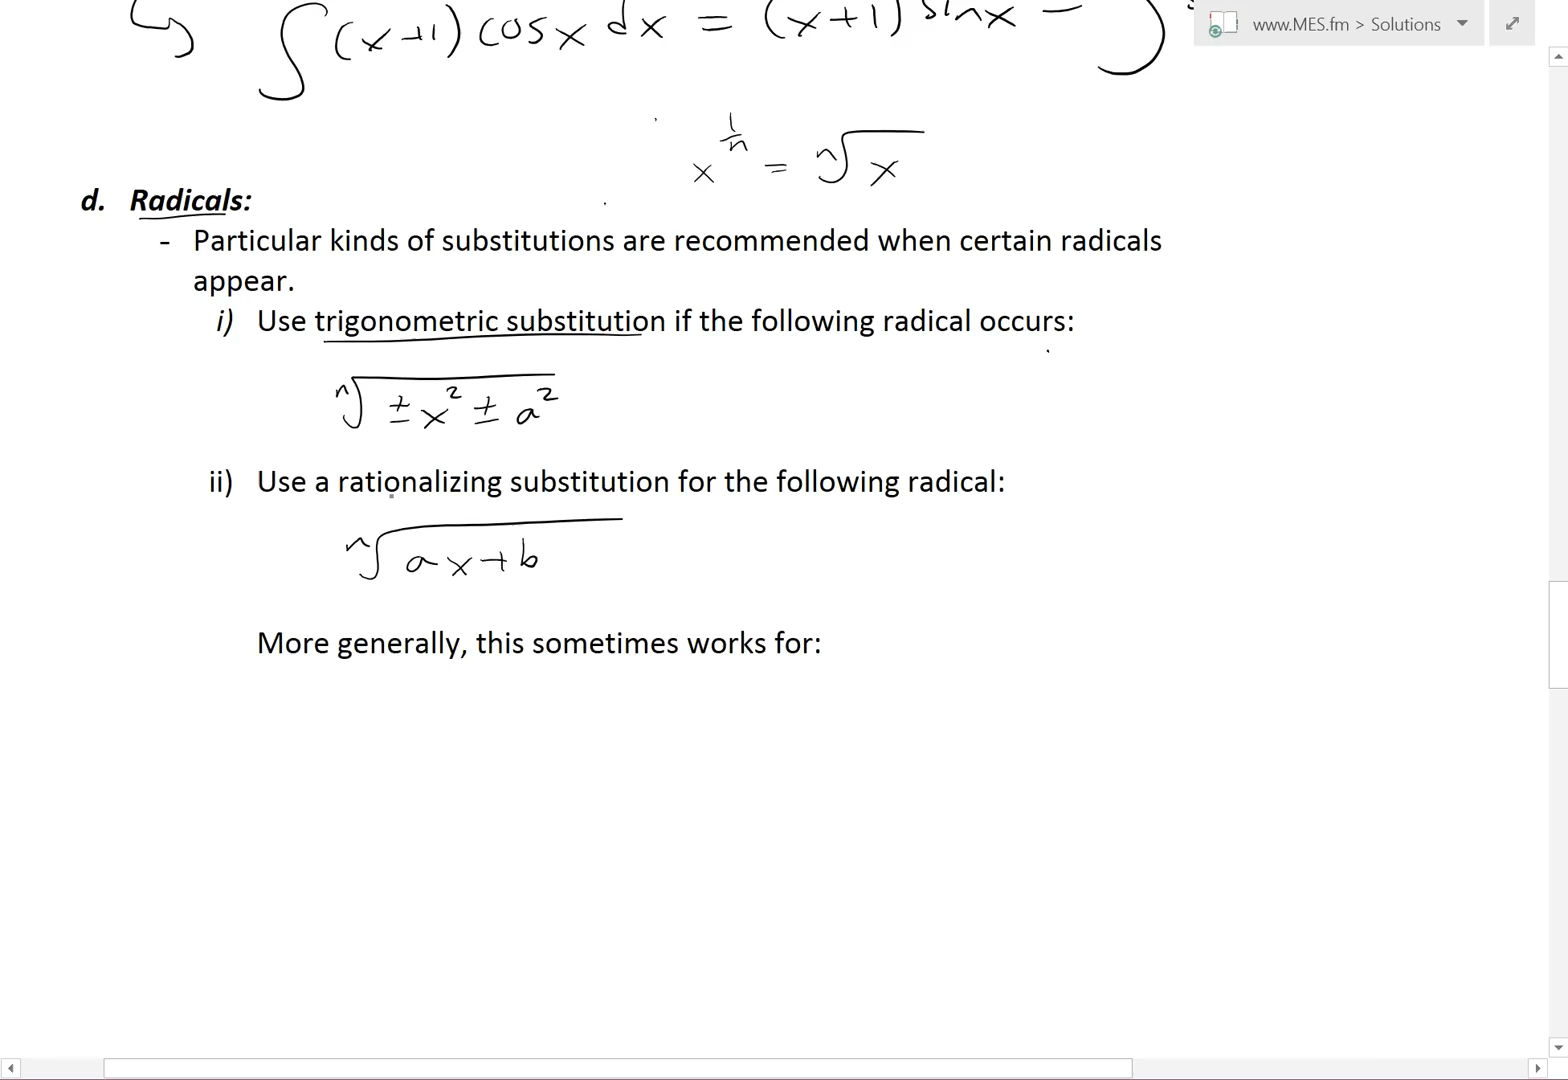 ∫(x+1) cosx dx = (x+1) sinx − ∫
www.MES.fm > Solutions
x^(1/n) = ⁿ√x
d. Radicals:
- Particular kinds of substitutions are recommended when certain radicals
appear.
i) Use trigonometric substitution if the following radical occurs:
ⁿ√(±x² ± a²)
ii) Use a rationalizing substitution for the following radical:
ⁿ√(ax+b)
More generally, this sometimes works for: